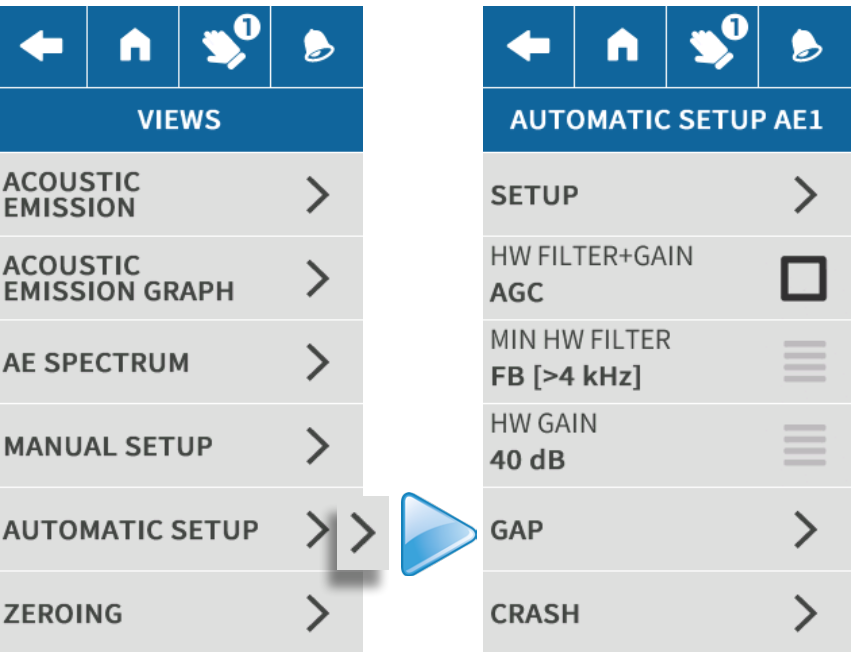 1
VIEWS
ACOUSTIC
EMISSION
ACOUSTIC
EMISSION GRAPH
AE SPECTRUM
MANUAL SETUP
AUTOMATIC SETUP
ZEROING
1
AUTOMATIC SETUP AE1
SETUP
HW FILTER+GAIN
AGC
MIN HW FILTER
FB [>4 kHz]
HW GAIN
40 dB
GAP
CRASH